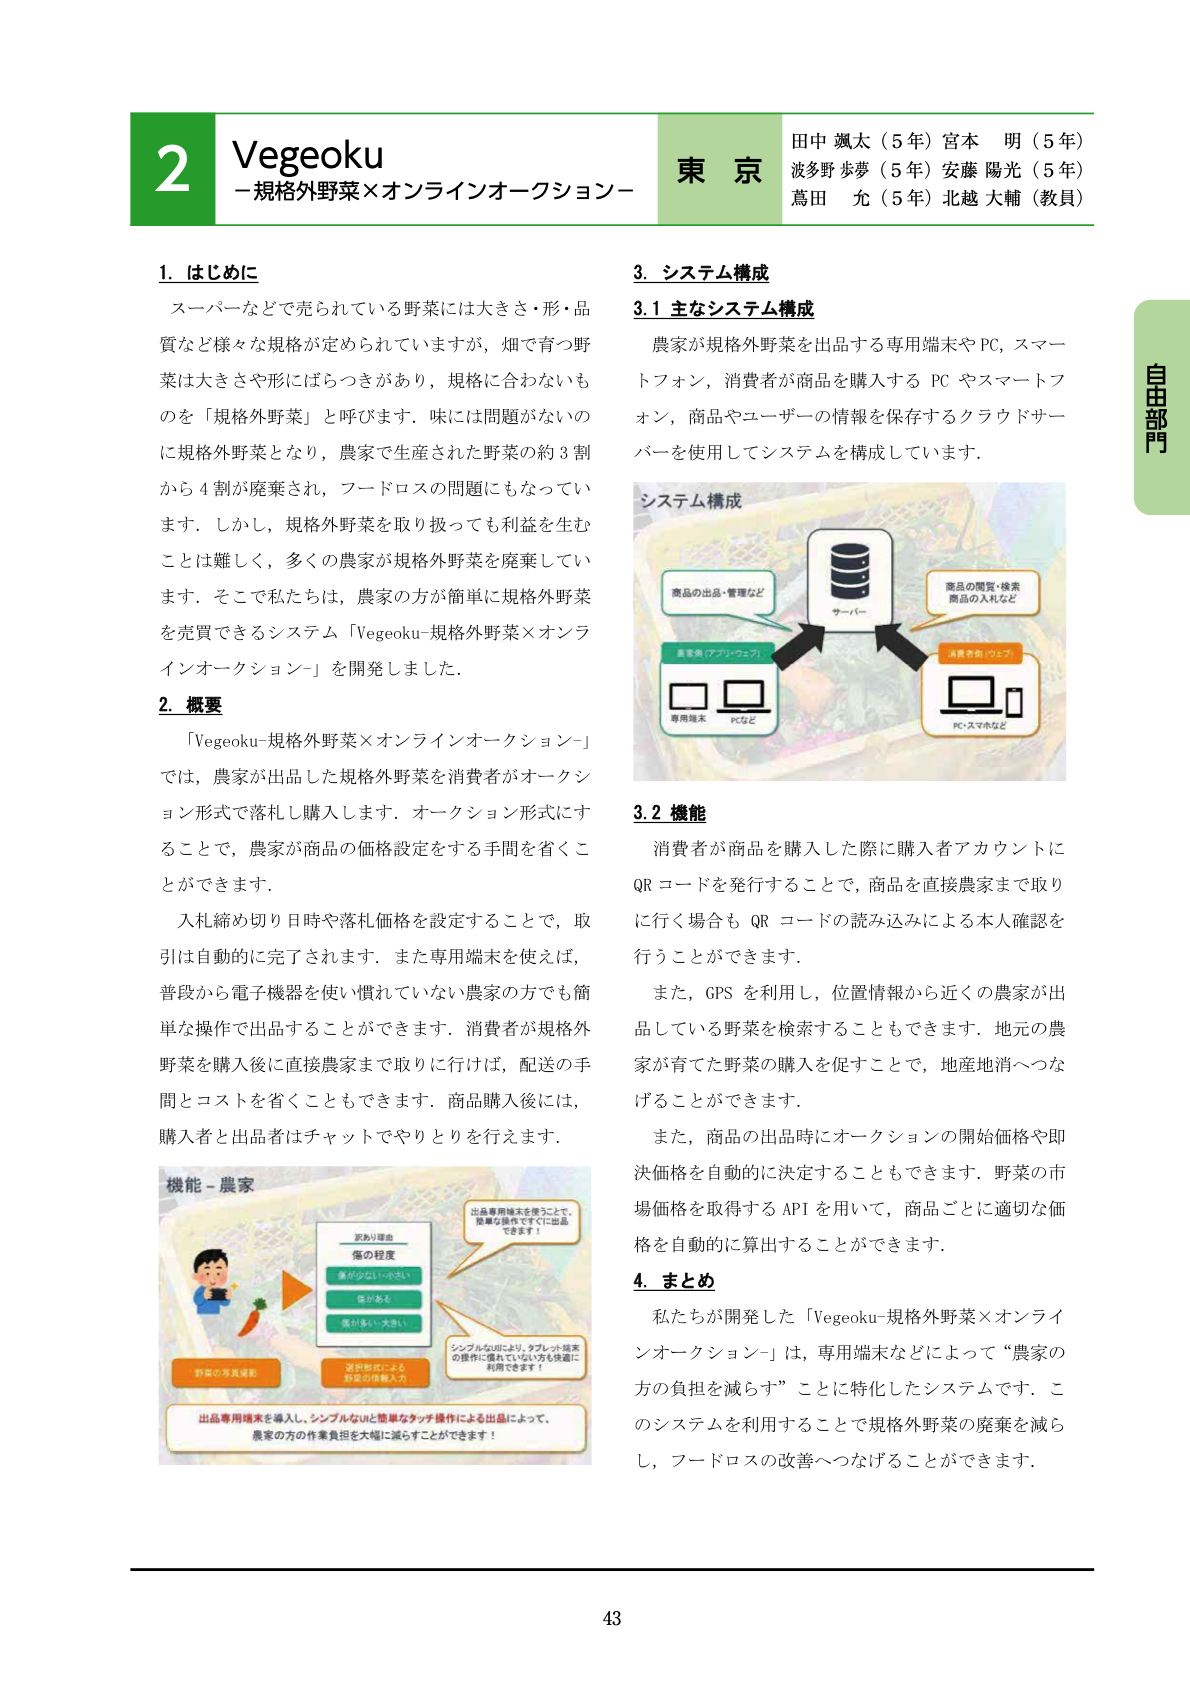 2
Vegeoku
－規格外野菜×オンラインオークション－
東 京
田中 颯太（5年）宮本　明（5年）
波多野 歩夢（5年）安藤 陽光（5年）
蔦田　允（5年）北越 大輔（教員）
自由部門
1. はじめに
スーパーなどで売られている野菜には大きさ・形・品
質など様々な規格が定められていますが，畑で育つ野
菜は大きさや形にばらつきがあり，規格に合わないも
のを「規格外野菜」と呼びます．味には問題がないの
に規格外野菜となり，農家で生産された野菜の約3割
から4割が廃棄され，フードロスの問題にもなってい
ます．しかし，規格外野菜を取り扱っても利益を生む
ことは難しく，多くの農家が規格外野菜を廃棄してい
ます．そこで私たちは，農家の方が簡単に規格外野菜
を売買できるシステム「Vegeoku-規格外野菜×オンラ
インオークション-」を開発しました．
2. 概要
「Vegeoku-規格外野菜×オンラインオークション-」
では，農家が出品した規格外野菜を消費者がオークシ
ョン形式で落札し購入します．オークション形式にす
ることで，農家が商品の価格設定をする手間を省くこ
とができます．
入札締め切り日時や落札価格を設定することで，取
引は自動的に完了されます．また専用端末を使えば，
普段から電子機器を使い慣れていない農家の方でも簡
単な操作で出品することができます．消費者が規格外
野菜を購入後に直接農家まで取りに行けば，配送の手
間とコストを省くこともできます．商品購入後には，
購入者と出品者はチャットでやりとりを行えます．
機能 – 農家
出品専用端末を使うことで、
簡単な操作ですぐに出品
できます！
訳あり理由
傷の程度
傷が少ない・小さい
傷がある
傷が多い・大きい
シンプルなUIにより、タブレット端末
の操作に慣れていない方も快適に
利用できます！
野菜の写真撮影
選択形式による
野菜の情報入力
出品専用端末を導入し、シンプルなUIと簡単なタッチ操作による出品によって、
農家の方の作業負担を大幅に減らすことができます！
3. システム構成
3.1 主なシステム構成
農家が規格外野菜を出品する専用端末やPC，スマー
トフォン，消費者が商品を購入する PC やスマートフ
ォン，商品やユーザーの情報を保存するクラウドサー
バーを使用してシステムを構成しています．
システム構成
サーバー
商品の出品・管理など
商品の閲覧・検索
商品の入札など
農家側（アプリ・ウェブ）
消費者側（ウェブ）
専用端末
PCなど
PC・スマホなど
3.2 機能
消費者が商品を購入した際に購入者アカウントに
QRコードを発行することで，商品を直接農家まで取り
に行く場合も QR コードの読み込みによる本人確認を
行うことができます．
また，GPS を利用し，位置情報から近くの農家が出
品している野菜を検索することもできます．地元の農
家が育てた野菜の購入を促すことで，地産地消へつな
げることができます．
また，商品の出品時にオークションの開始価格や即
決価格を自動的に決定することもできます．野菜の市
場価格を取得するAPIを用いて，商品ごとに適切な価
格を自動的に算出することができます．
4. まとめ
私たちが開発した「Vegeoku-規格外野菜×オンライ
ンオークション-」は，専用端末などによって“農家の
方の負担を減らす”ことに特化したシステムです．こ
のシステムを利用することで規格外野菜の廃棄を減ら
し，フードロスの改善へつなげることができます．
43